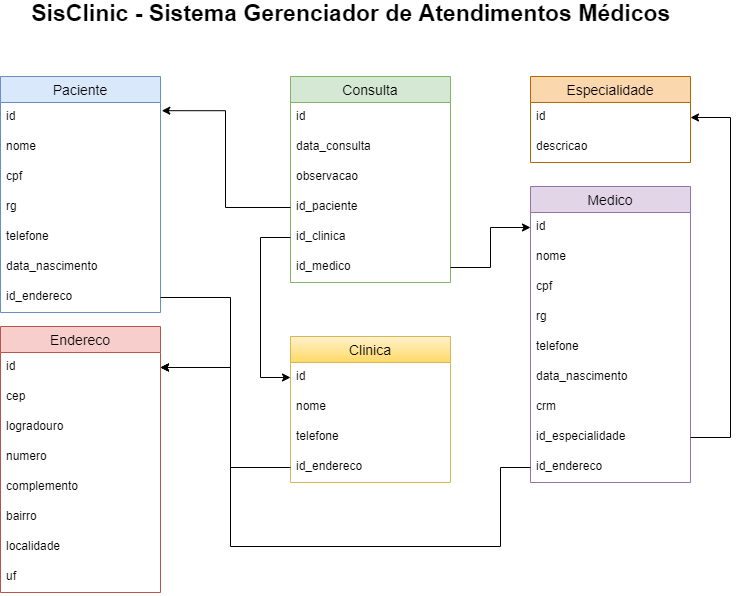 SisClinic - Sistema Gerenciador de Atendimentos Médicos
Paciente
id
nome
cpf
rg
telefone
data_nascimento
id_endereco
Endereco
id
cep
logradouro
numero
complemento
bairro
localidade
uf
Consulta
id
data_consulta
observacao
id_paciente
id_clinica
id_medico
Clinica
id
nome
telefone
id_endereco
Especialidade
id
descricao
Medico
id
nome
cpf
rg
telefone
data_nascimento
crm
id_especialidade
id_endereco